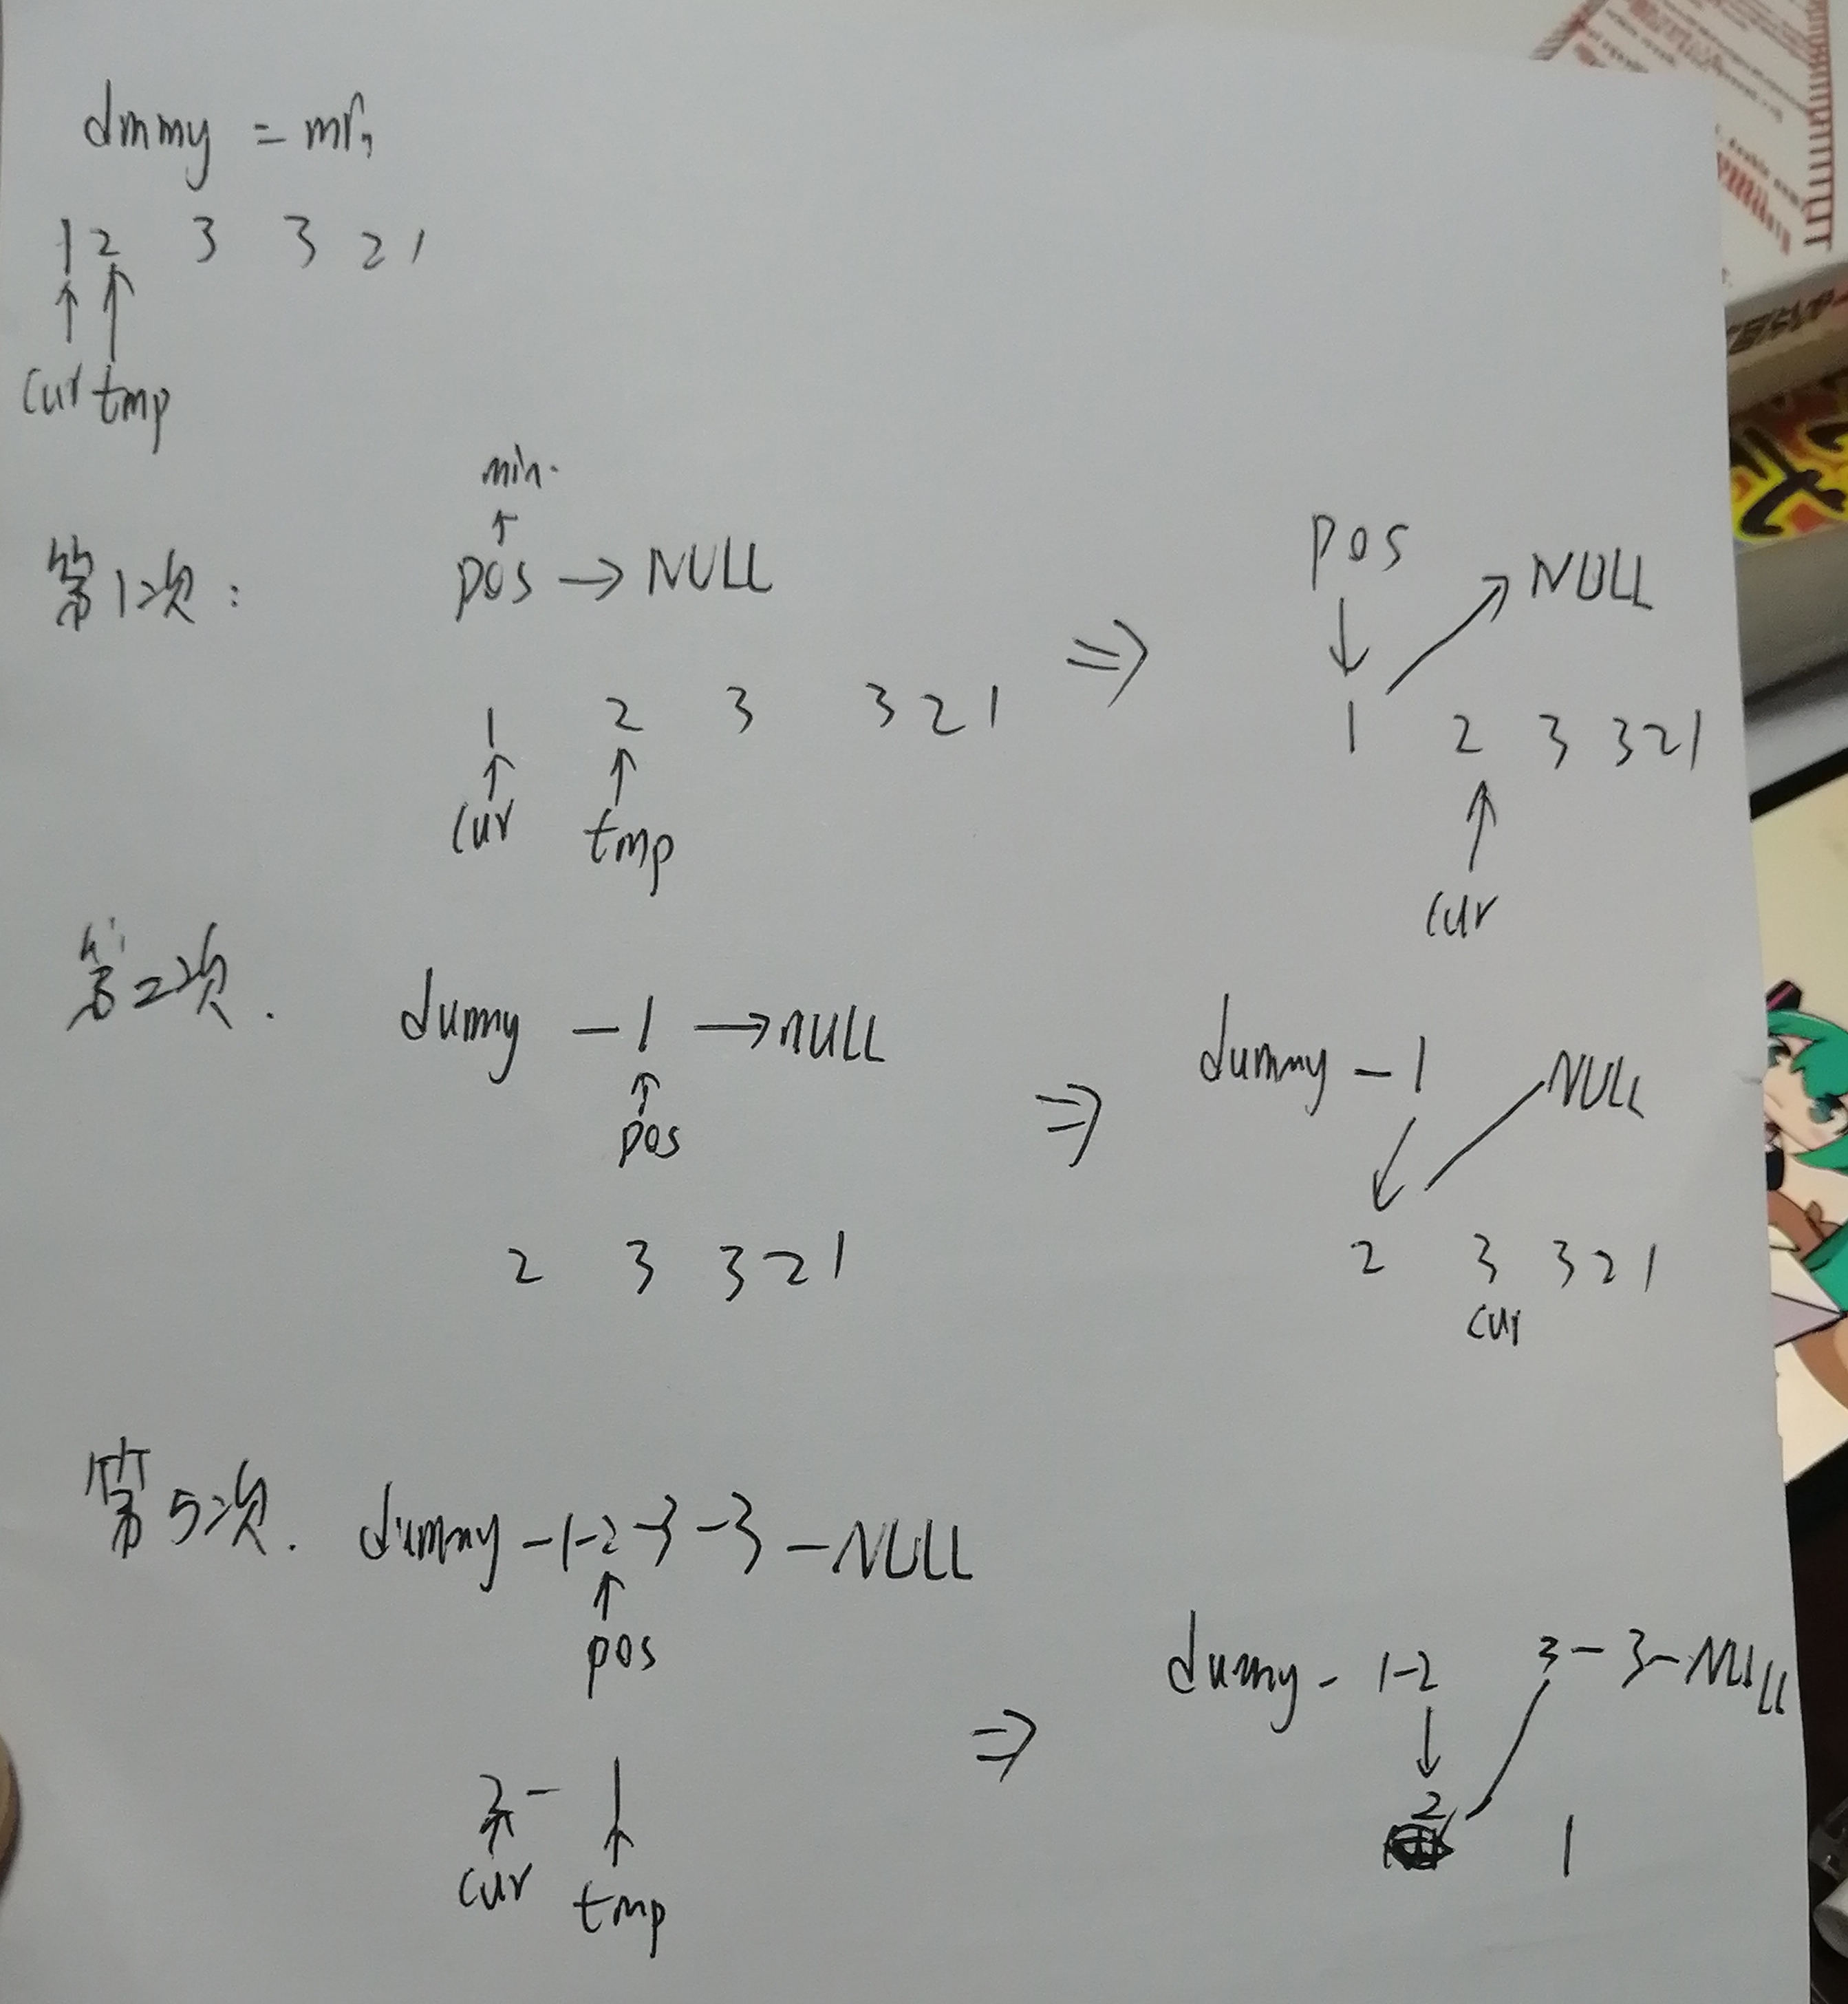 dmmy = min
1 2 3 3 2 1
cur tmp
min.
第1次: pos → NULL ⇒ pos NULL
1 2 3 3 2 1 1 2 3 3 2 1
cur tmp cur
第2次. dummy - 1 → NULL ⇒ dummy - 1 NULL
pos
2 3 3 2 1 2 3 3 2 1
cur
第5次. dummy - 1 - 2 - 3 - 3 - NULL ⇒ dummy - 1 - 2 3 - 3 - NULL
pos
2 - 1 2 1
cur tmp